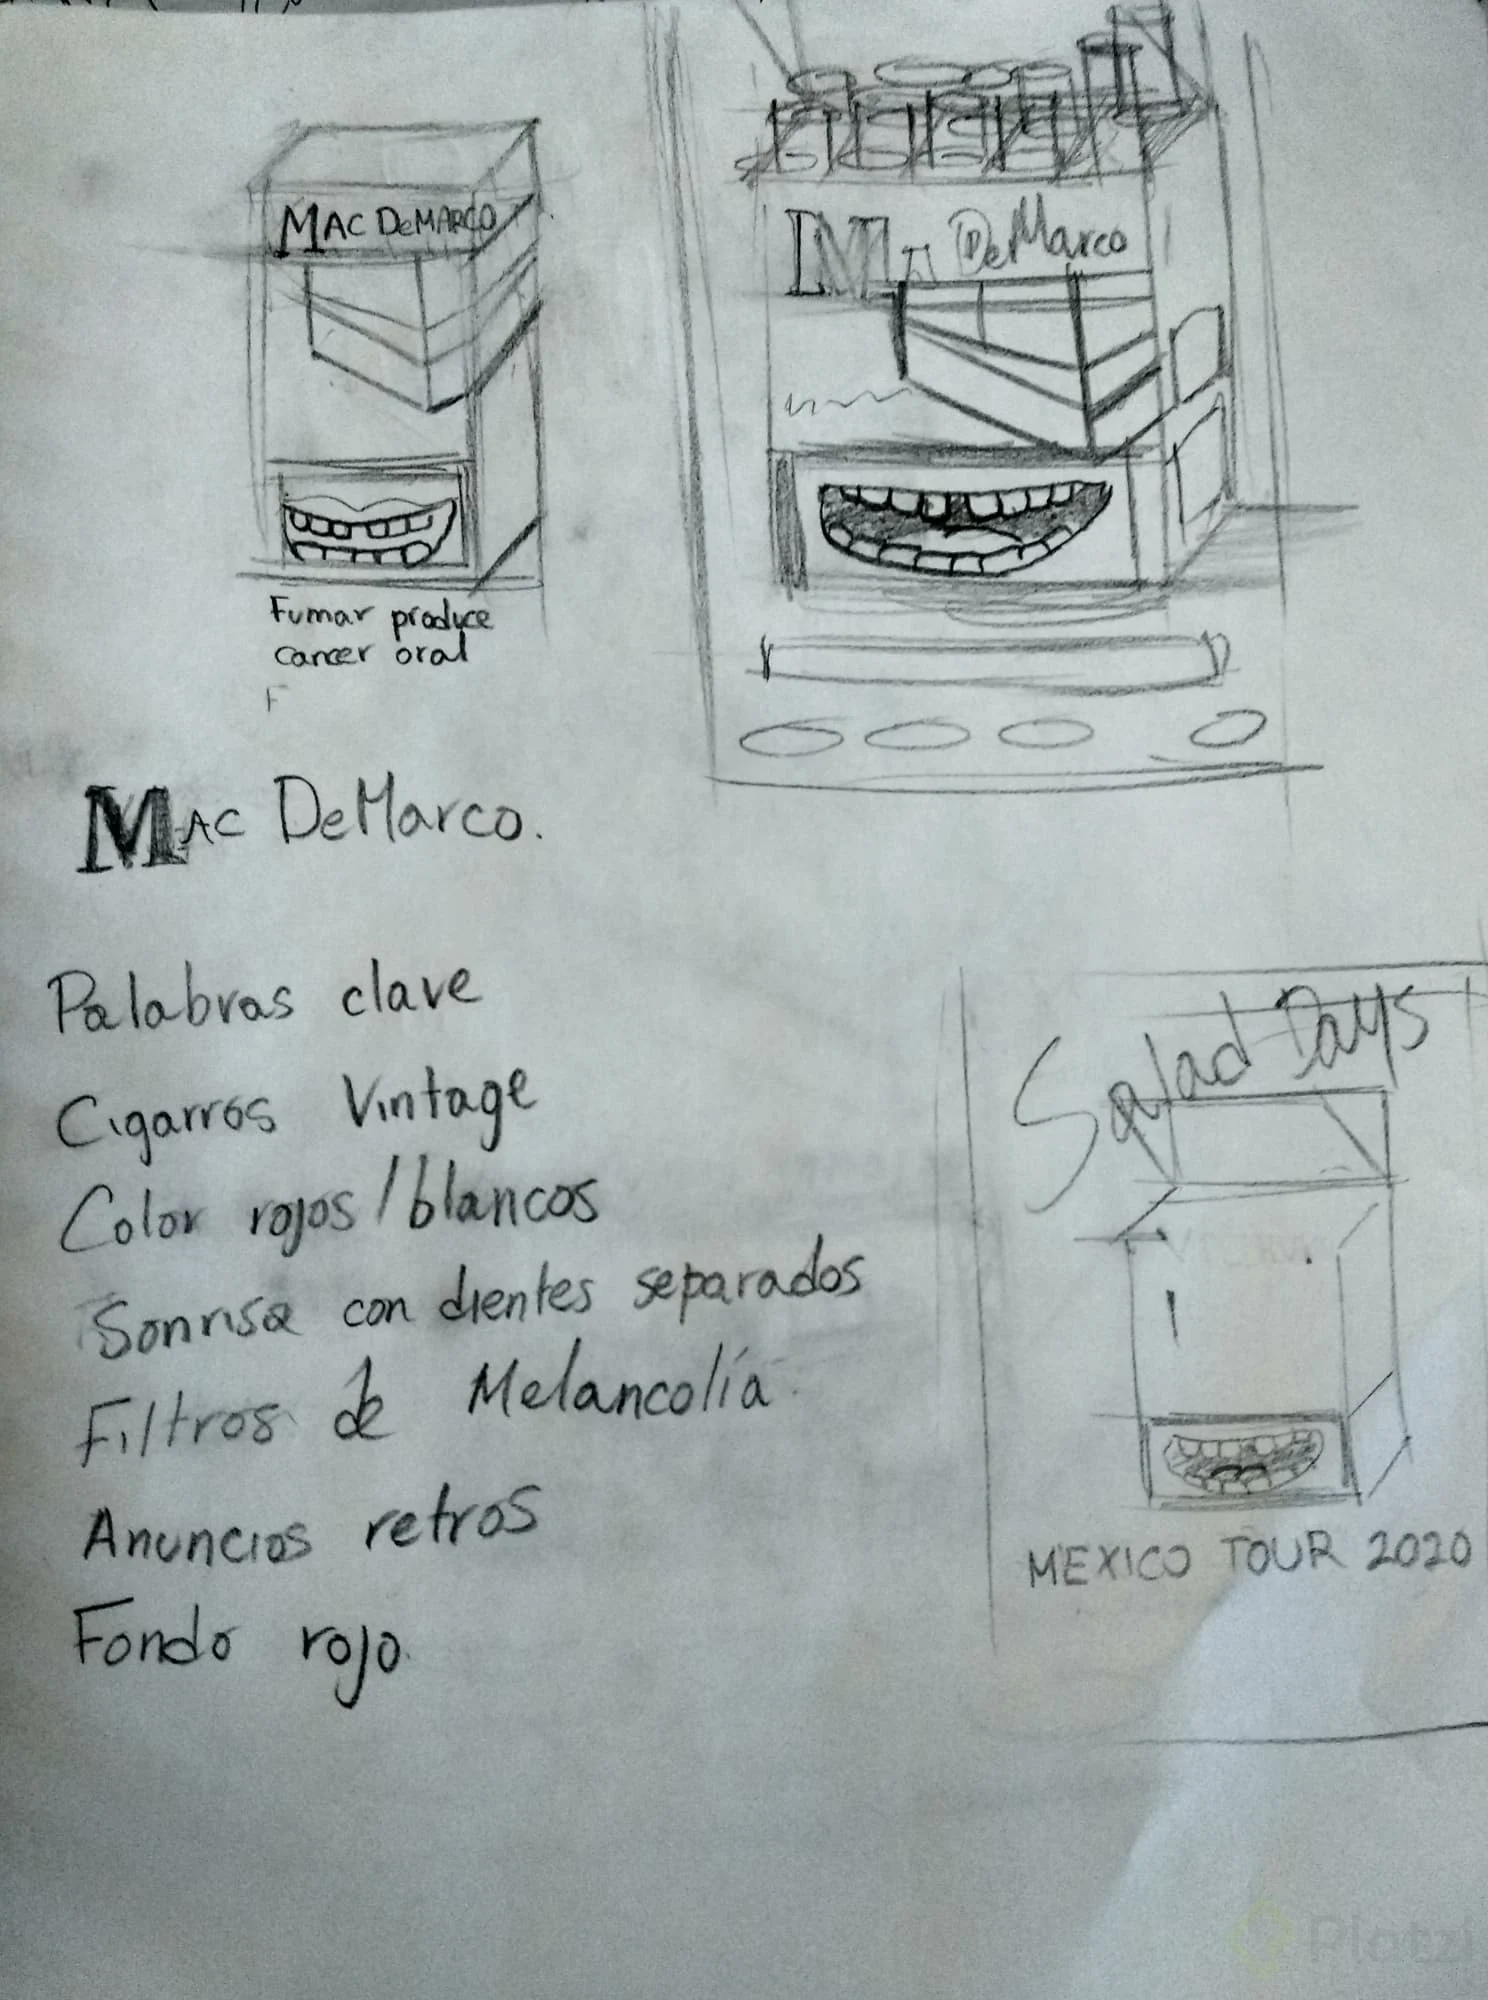 MAC DeMARCO
Fumar produce
cancer oral
F
M DeMarco
MAC DeMarco.
Palabras clave
Cigarros Vintage
Color rojos/blancos
Sonrisa con dientes separados
Filtros de Melancolía
Anuncios retros
Fondo rojo
Salad Days
MEXICO TOUR 2020
Platzi